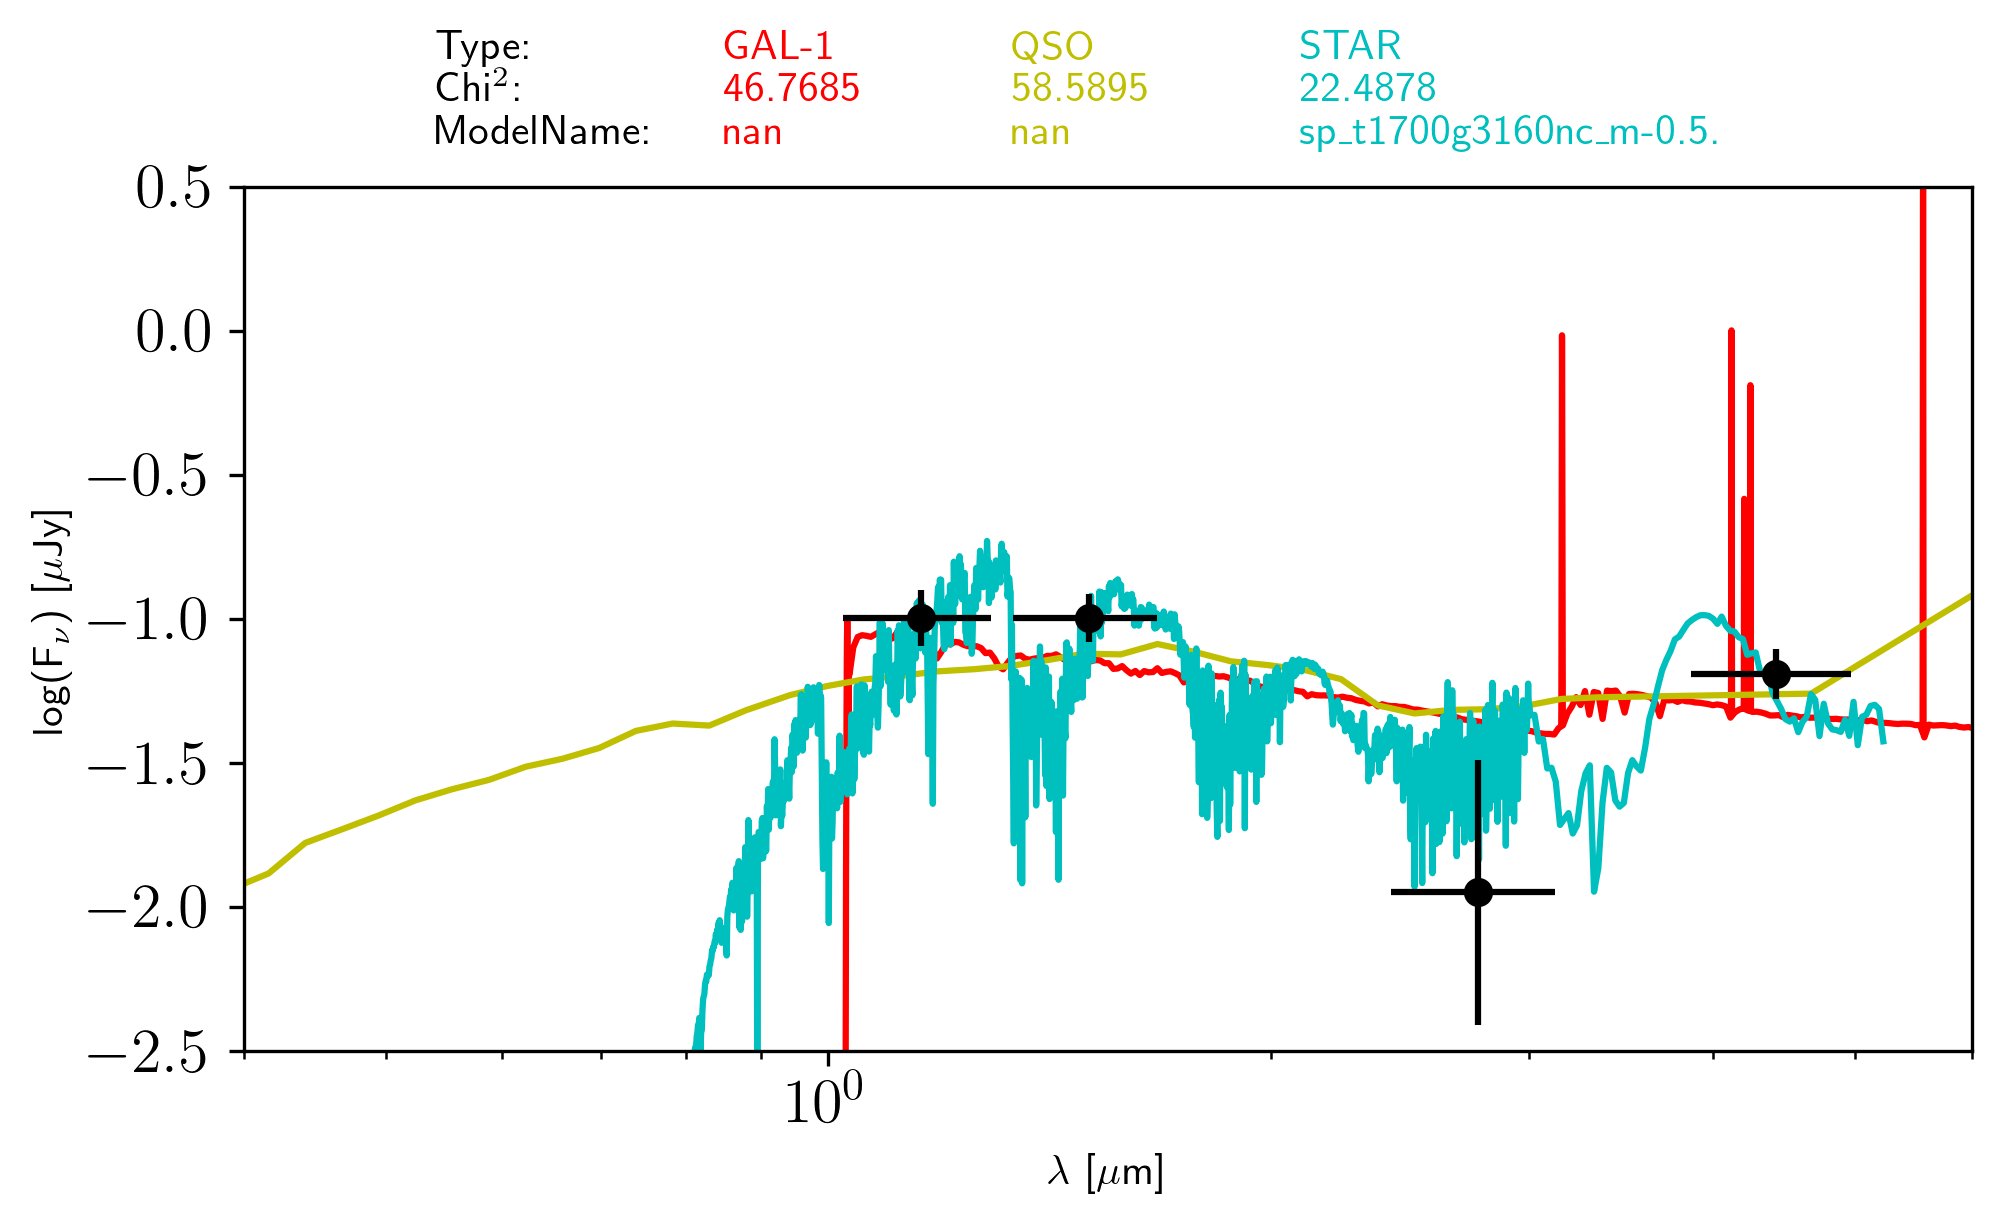 Type: GAL-1 QSO STAR
Chi²: 46.7685 58.5895 22.4878
ModelName: nan nan sp_t1700g3160nc_m-0.5.
0.5
0.0
−0.5
−1.0
−1.5
−2.0
−2.5
log(Fν) [μJy]
10⁰
λ [μm]